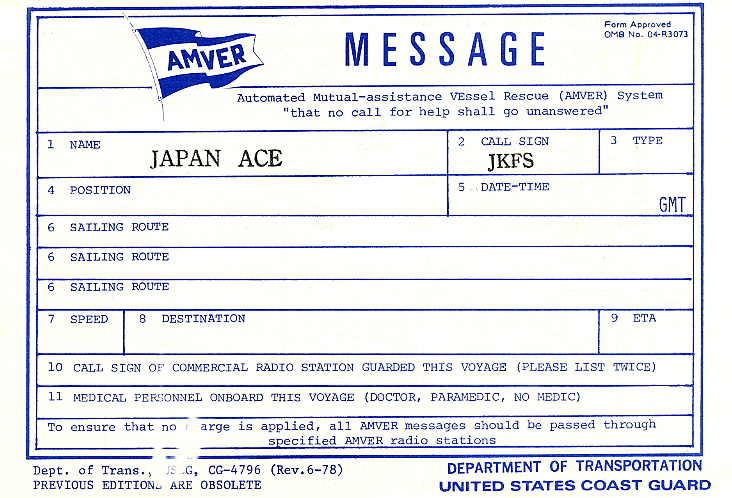 AMVER
MESSAGE
Form Approved
OMB No. 04-R3073
Automated Mutual-assistance VEssel Rescue (AMVER) System
"that no call for help shall go unanswered"
1 NAME
JAPAN ACE
2 CALL SIGN
JKFS
3 TYPE
4 POSITION
5 DATE-TIME
GMT
6 SAILING ROUTE
6 SAILING ROUTE
6 SAILING ROUTE
7 SPEED
8 DESTINATION
9 ETA
10 CALL SIGN OF COMMERCIAL RADIO STATION GUARDED THIS VOYAGE (PLEASE LIST TWICE)
11 MEDICAL PERSONNEL ONBOARD THIS VOYAGE (DOCTOR, PARAMEDIC, NO MEDIC)
To ensure that no arge is applied, all AMVER messages should be passed through
specified AMVER radio stations
Dept. of Trans., CG-4796 (Rev.6-78)
PREVIOUS EDITIONS ARE OBSOLETE
DEPARTMENT OF TRANSPORTATION
UNITED STATES COAST GUARD